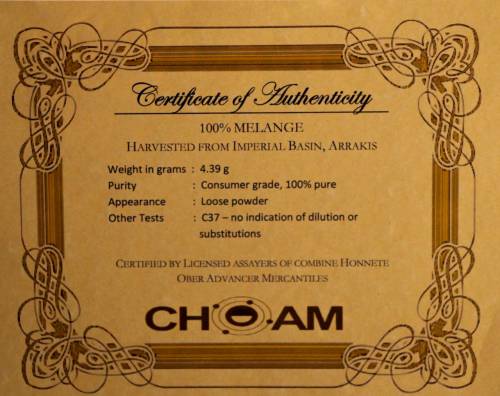 Certificate of Authenticity
100% MELANGE
HARVESTED FROM IMPERIAL BASIN, ARRAKIS
Weight in grams : 4.39 g
Purity : Consumer grade, 100% pure
Appearance : Loose powder
Other Tests : C37 – no indication of dilution or
substitutions
CERTIFIED BY LICENSED ASSAYERS OF COMBINE HONNETE
OBER ADVANCER MERCANTILES
CHOAM